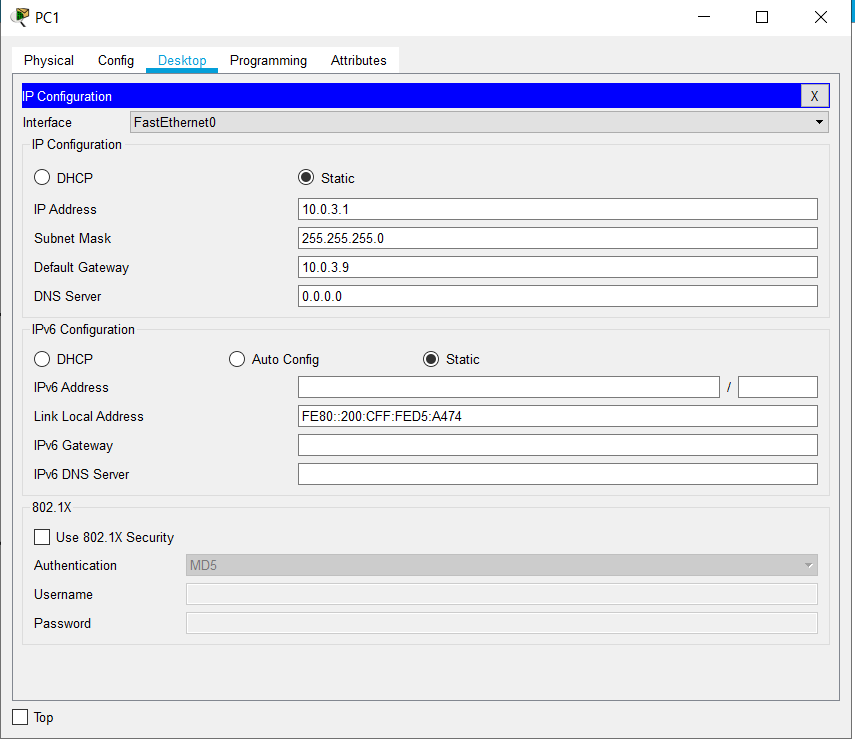 PC1
Physical Config Desktop Programming Attributes
IP Configuration X
Interface FastEthernet0
IP Configuration
DHCP Static
IP Address 10.0.3.1
Subnet Mask 255.255.255.0
Default Gateway 10.0.3.9
DNS Server 0.0.0.0
IPv6 Configuration
DHCP Auto Config Static
IPv6 Address /
Link Local Address FE80::200:CFF:FED5:A474
IPv6 Gateway
IPv6 DNS Server
802.1X
Use 802.1X Security
Authentication MD5
Username
Password
Top